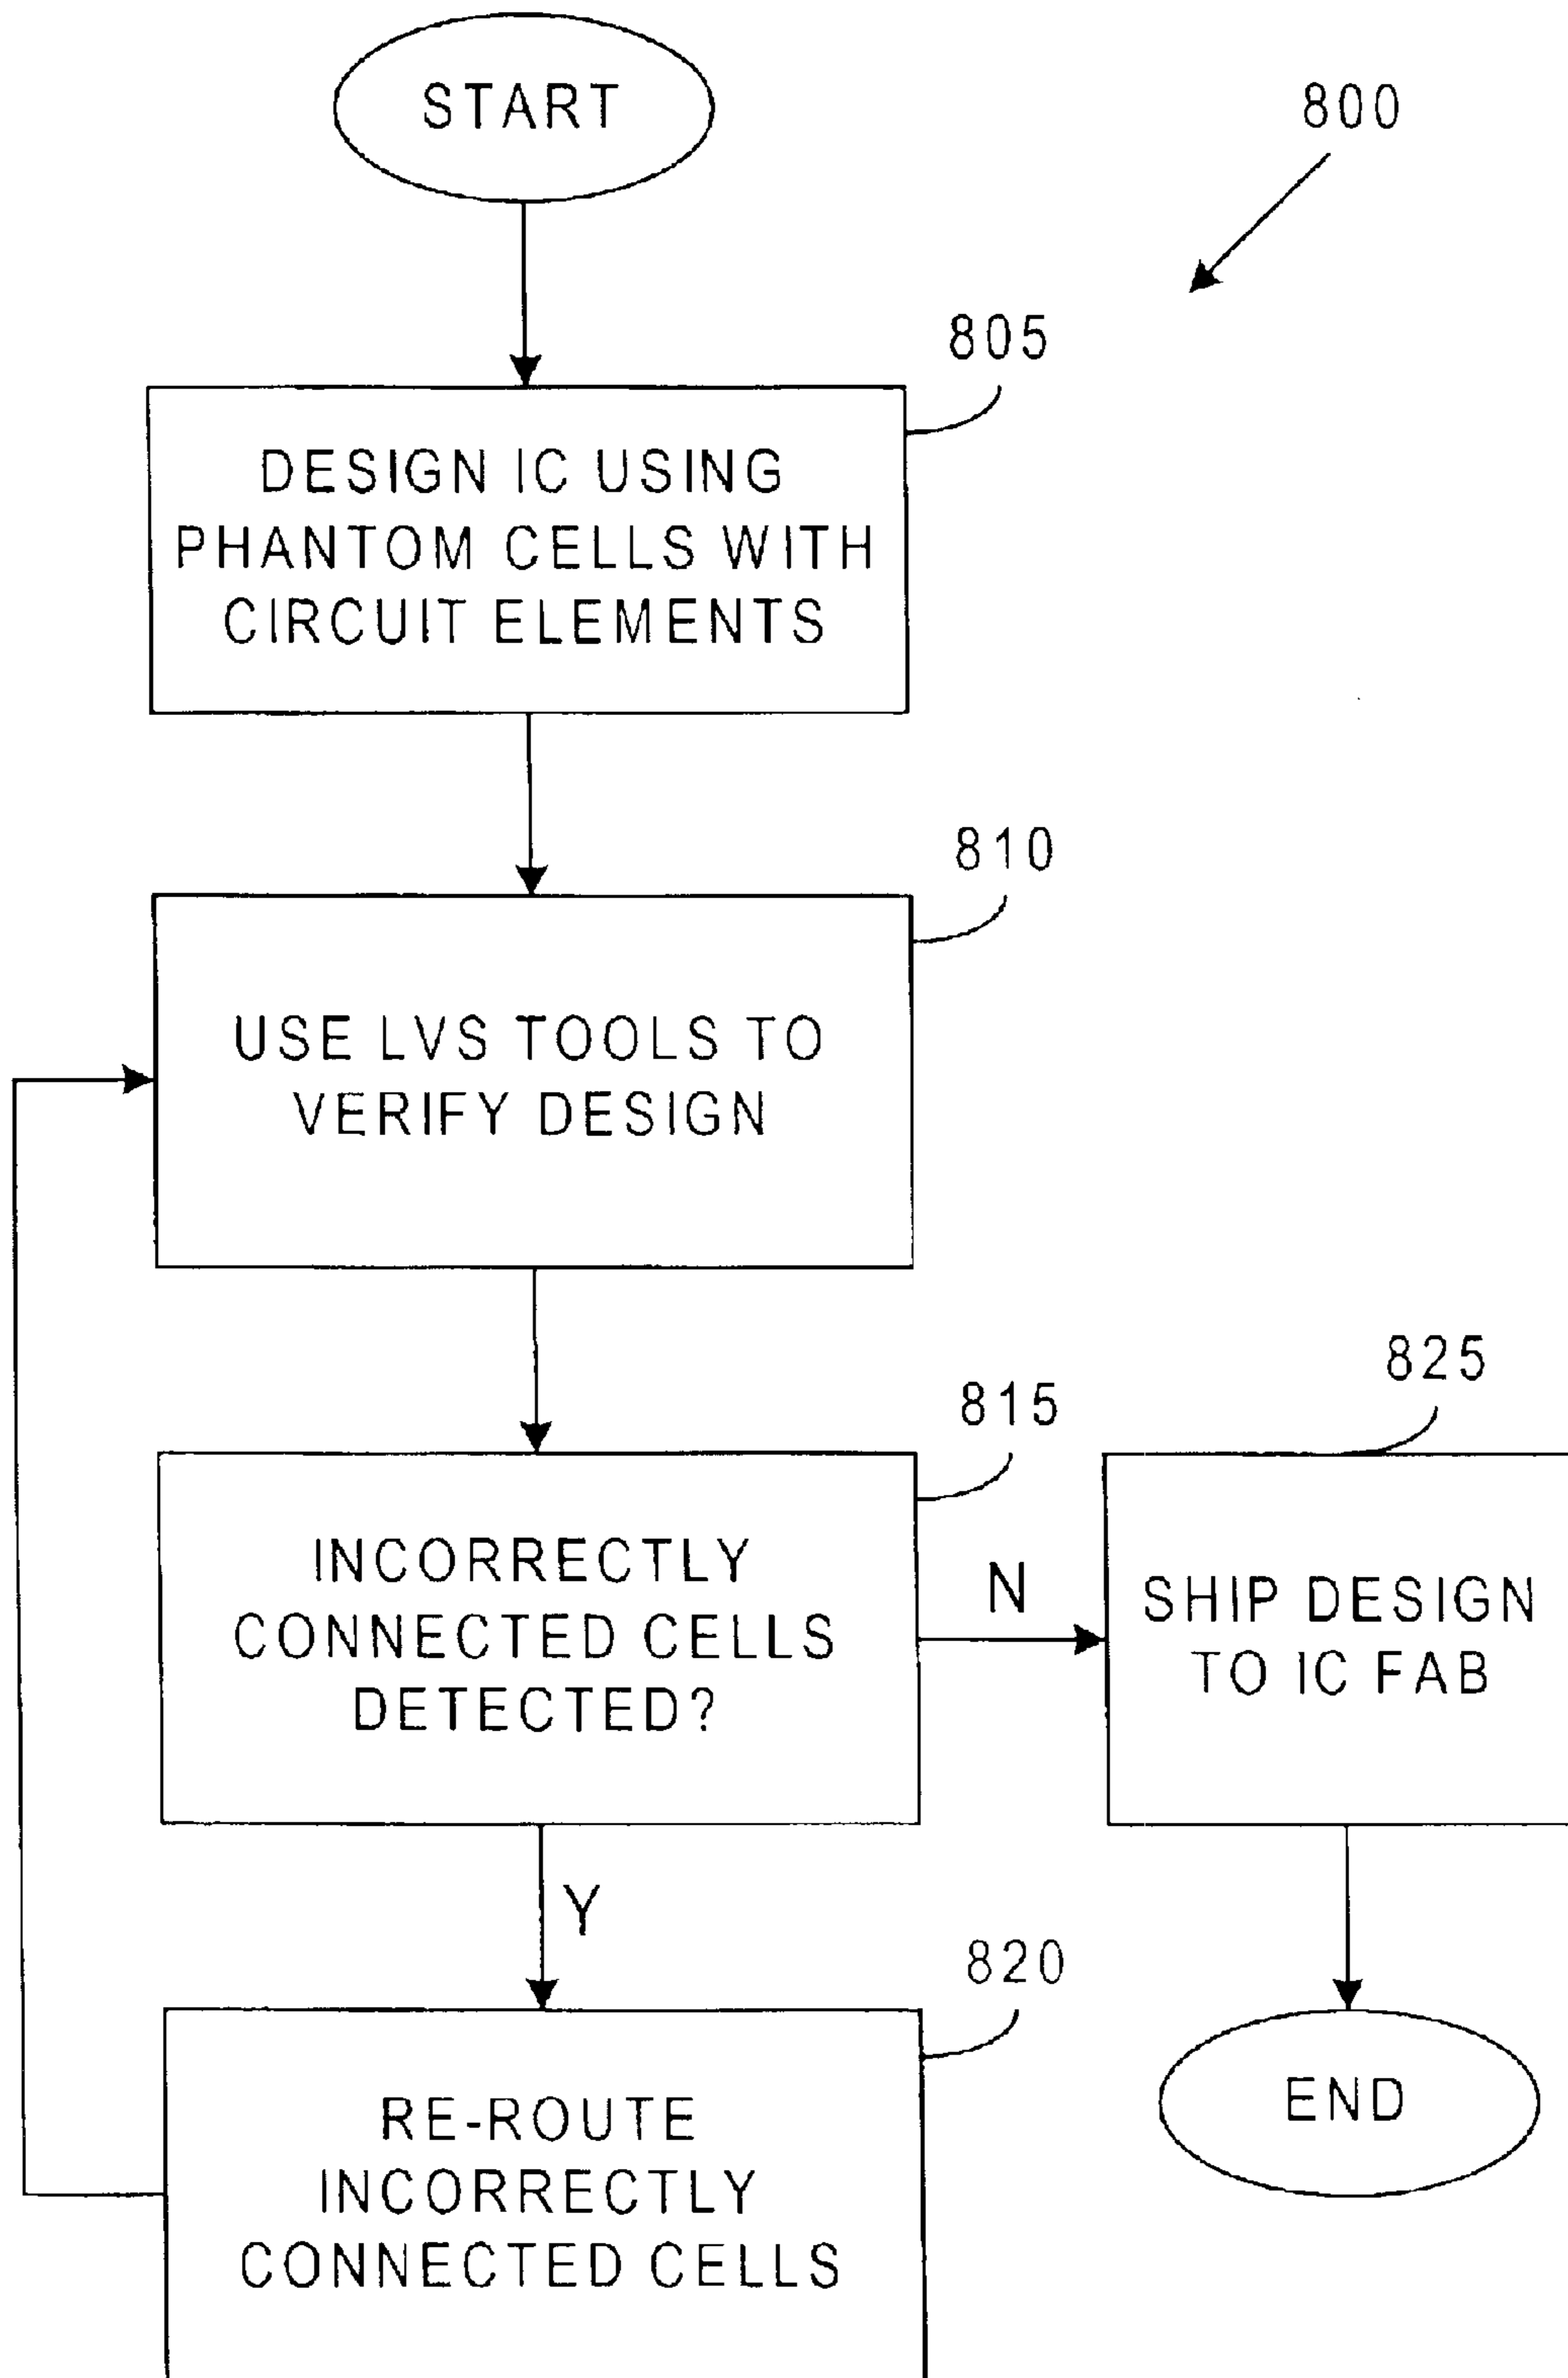 START
800
805
DESIGN IC USING
PHANTOM CELLS WITH
CIRCUIT ELEMENTS
810
USE LVS TOOLS TO
VERIFY DESIGN
815
INCORRECTLY
CONNECTED CELLS
DETECTED?
N
825
SHIP DESIGN
TO IC FAB
Y
820
RE-ROUTE
INCORRECTLY
CONNECTED CELLS
END